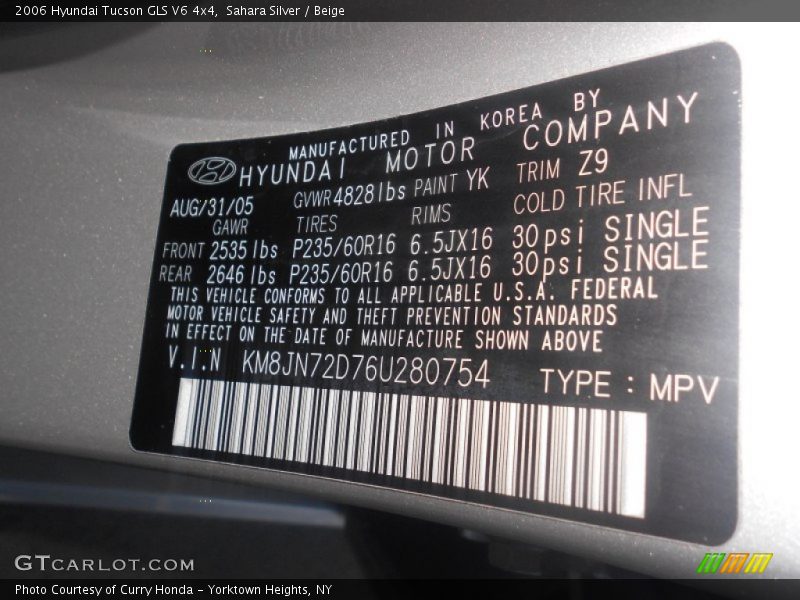 2006 Hyundai Tucson GLS V6 4x4,  Sahara Silver / Beige
MANUFACTURED IN KOREA BY
HYUNDAI MOTOR COMPANY
AUG/31/05 GVWR 4828 lbs PAINT YK TRIM Z9
GAWR TIRES RIMS COLD TIRE INFL
FRONT 2535 lbs P235/60R16 6.5JX16 30psi SINGLE
REAR 2646 lbs P235/60R16 6.5JX16 30psi SINGLE
THIS VEHICLE CONFORMS TO ALL APPLICABLE U.S.A. FEDERAL
MOTOR VEHICLE SAFETY AND THEFT PREVENTION STANDARDS
IN EFFECT ON THE DATE OF MANUFACTURE SHOWN ABOVE
V.I.N KM8JN72D76U280754 TYPE : MPV
GTCARLOT.COM
Photo Courtesy of Curry Honda - Yorktown Heights, NY